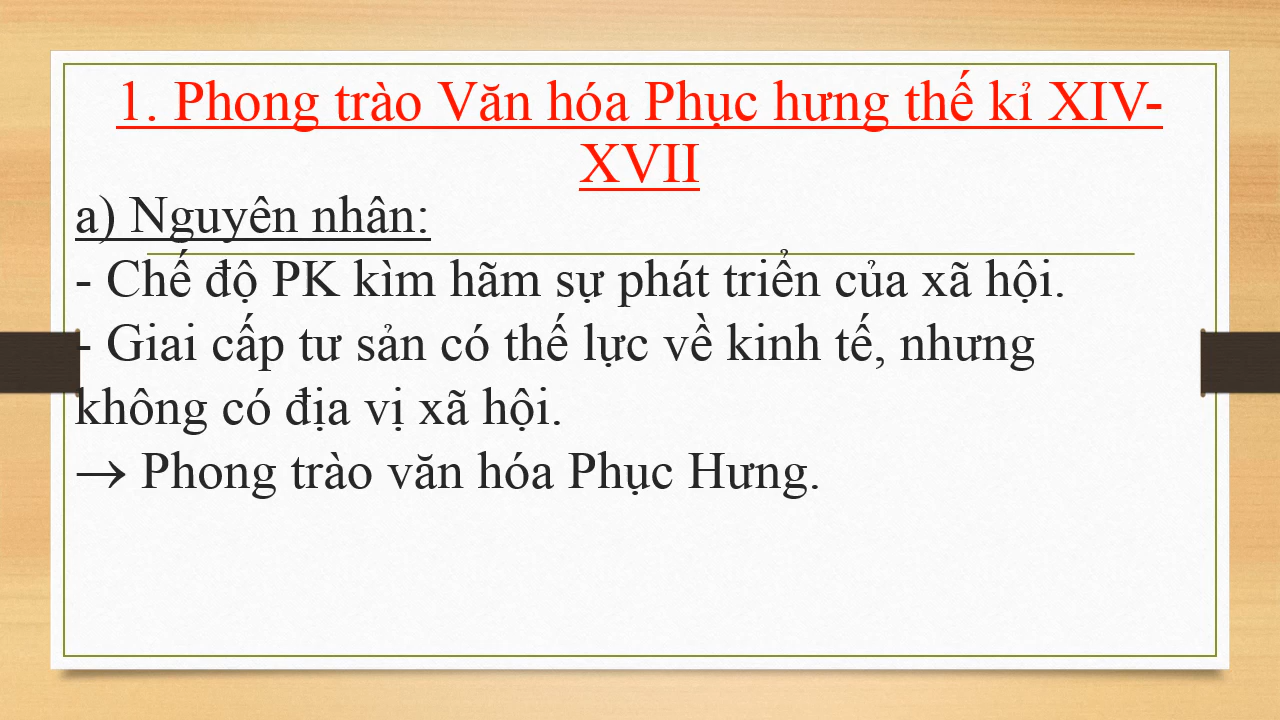 1. Phong trào Văn hóa Phục hưng thế kỉ XIV-
XVII
a) Nguyên nhân:
- Chế độ PK kìm hãm sự phát triển của xã hội.
- Giai cấp tư sản có thế lực về kinh tế, nhưng
không có địa vị xã hội.
→ Phong trào văn hóa Phục Hưng.